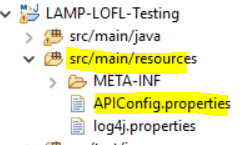 LAMP-LOFL-Testing
src/main/java
src/main/resources
META-INF
APIConfig.properties
log4j.properties